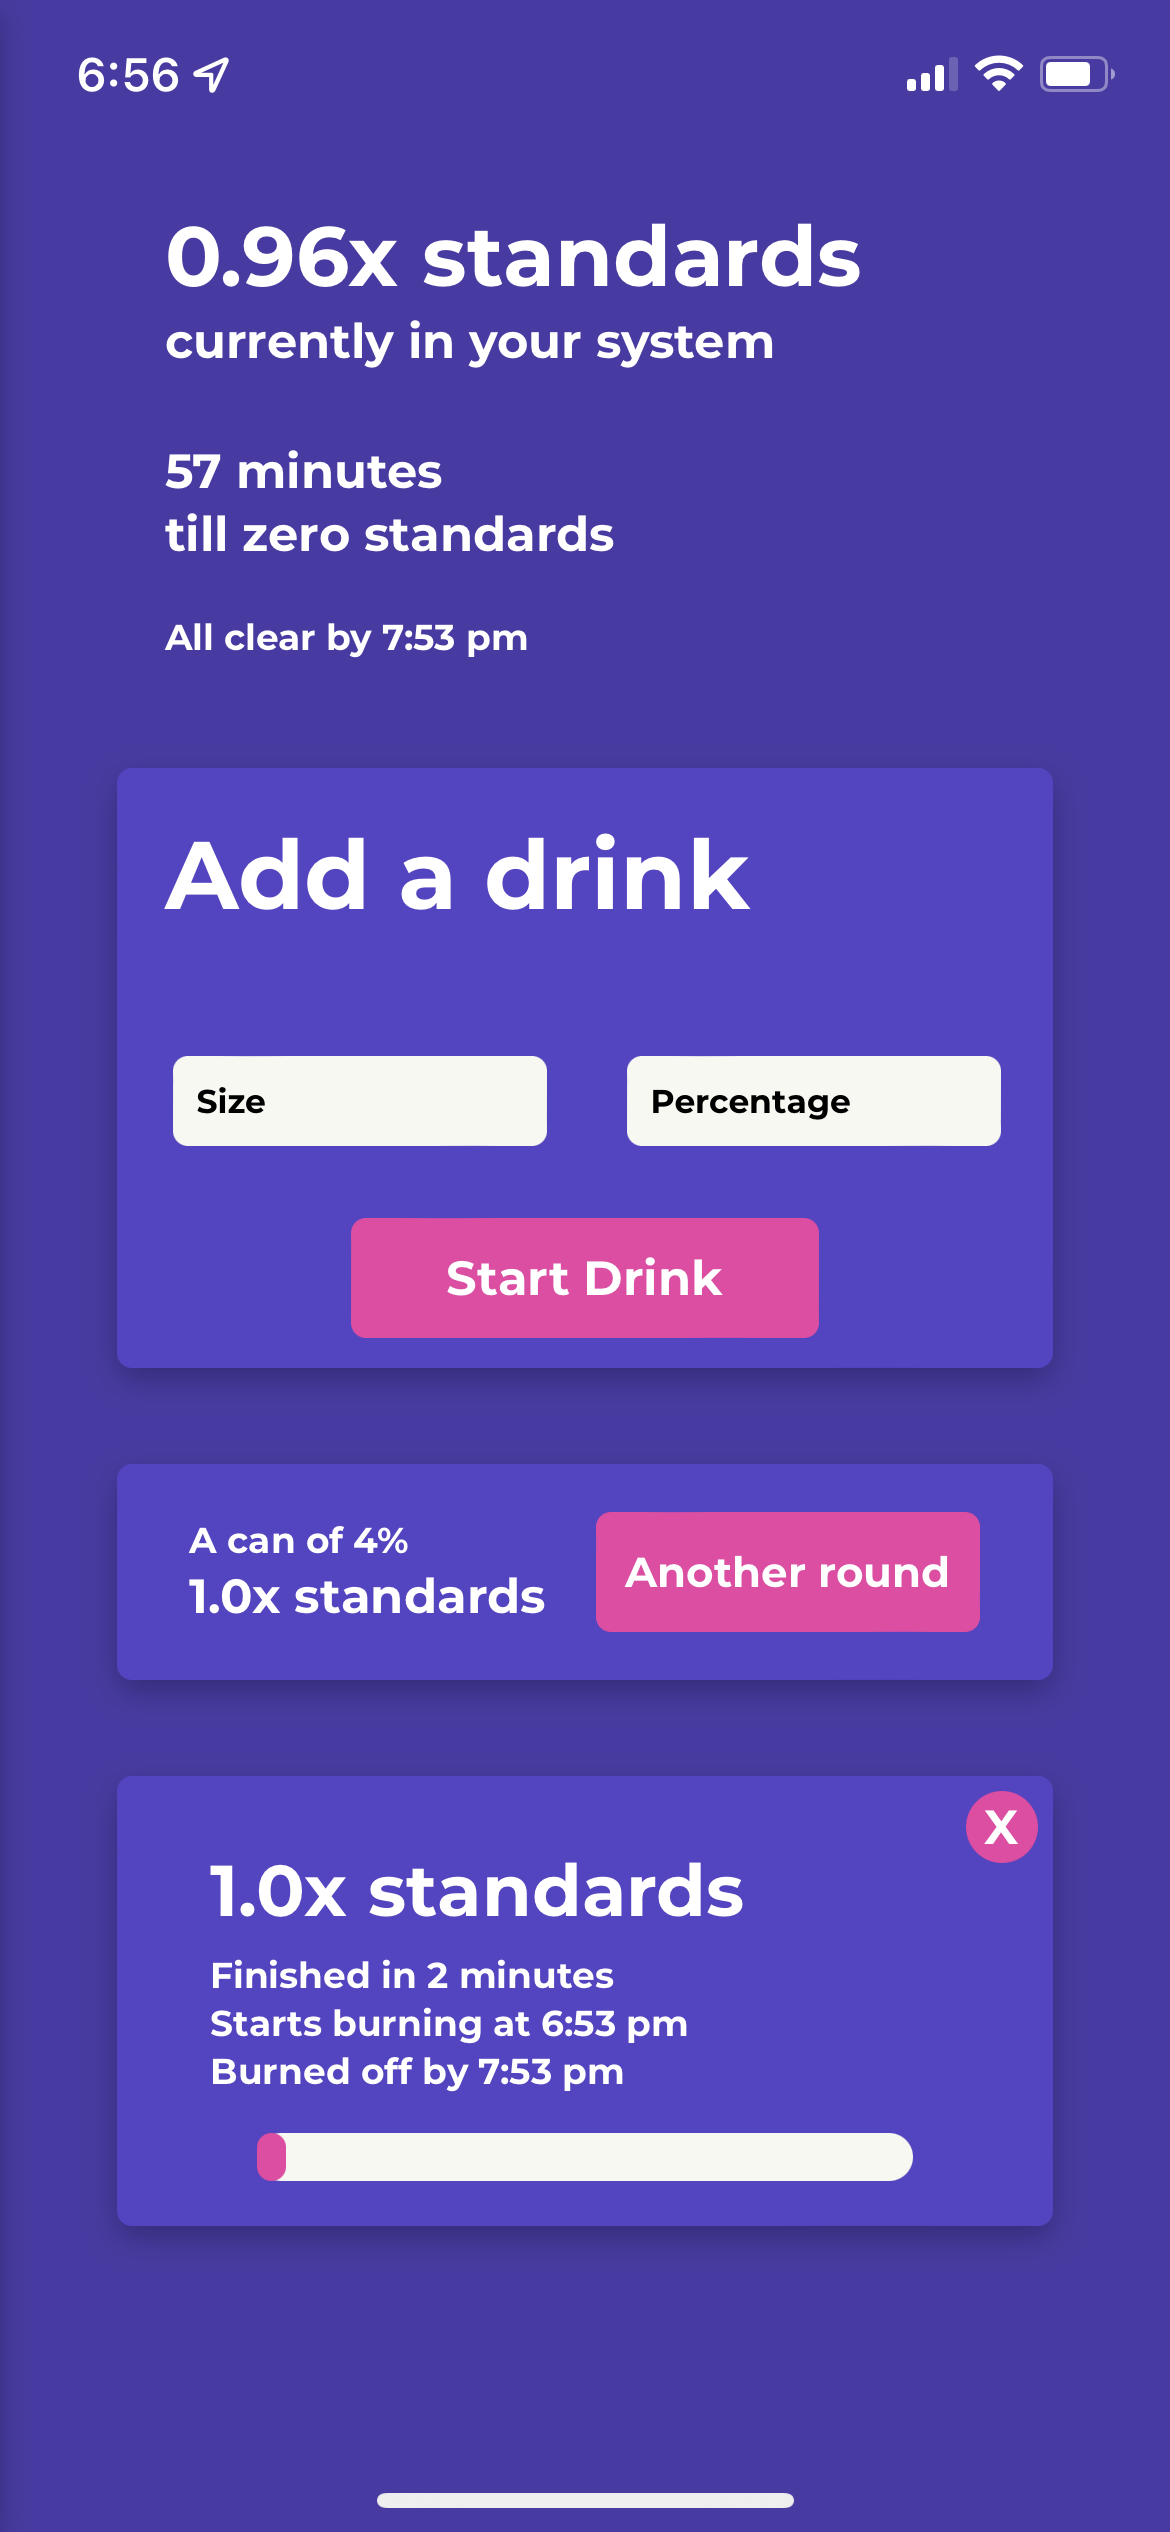 6:56
0.96x standards
currently in your system
57 minutes
till zero standards
All clear by 7:53 pm
Add a drink
Size
Percentage
Start Drink
A can of 4%
1.0x standards
Another round
X
1.0x standards
Finished in 2 minutes
Starts burning at 6:53 pm
Burned off by 7:53 pm